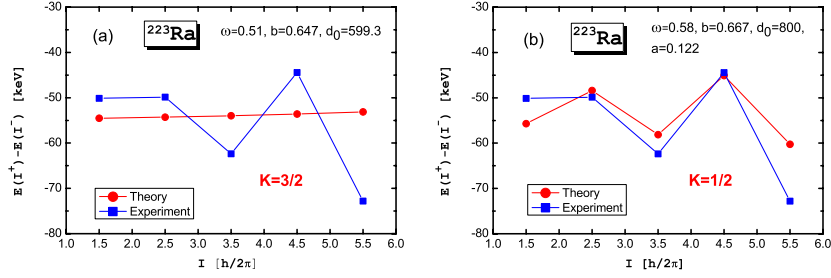 (a)
²²³Ra
ω=0.51, b=0.647, d₀=599.3
E(I⁺)-E(I⁻) [keV]
-30
-40
-50
-60
-70
-80
K=3/2
Theory
Experiment
1.0 1.5 2.0 2.5 3.0 3.5 4.0 4.5 5.0 5.5 6.0
I [h/2π]
(b)
²²³Ra
ω=0.58, b=0.667, d₀=800,
a=0.122
E(I⁺)-E(I⁻) [keV]
-30
-40
-50
-60
-70
-80
K=1/2
Theory
Experiment
1.0 1.5 2.0 2.5 3.0 3.5 4.0 4.5 5.0 5.5 6.0
I [h/2π]